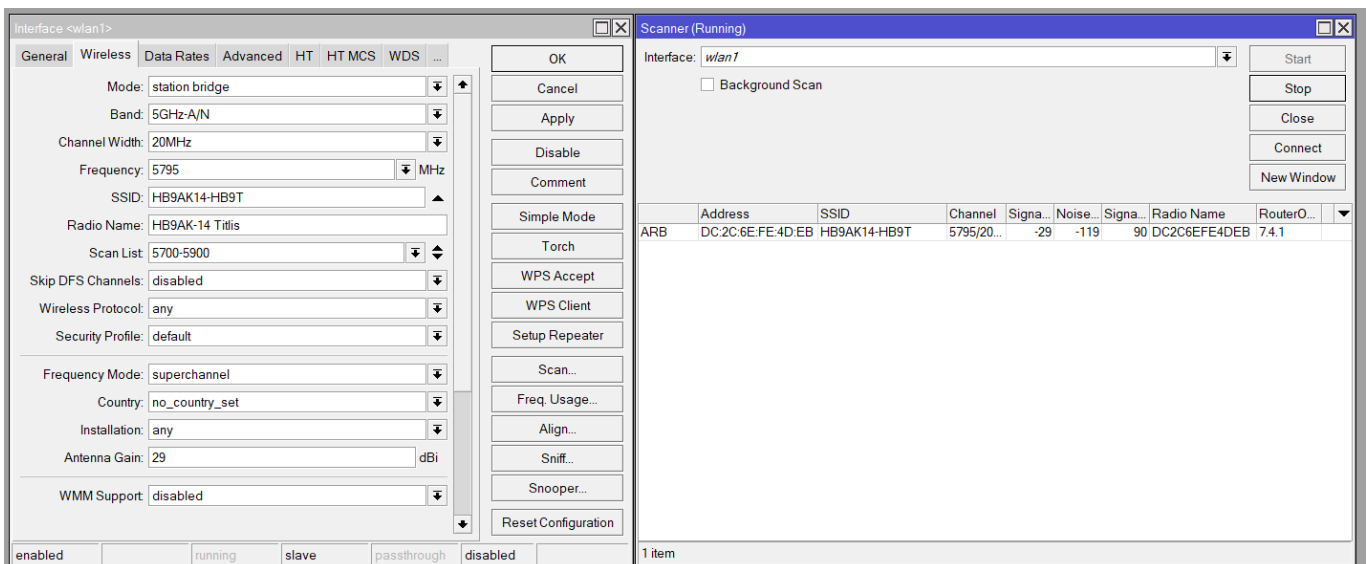 Interface <wlan1>
General Wireless Data Rates Advanced HT HT MCS WDS ...
Mode: station bridge
Band: 5GHz-A/N
Channel Width: 20MHz
Frequency: 5795 MHz
SSID: HB9AK14-HB9T
Radio Name: HB9AK-14 Titlis
Scan List: 5700-5900
Skip DFS Channels: disabled
Wireless Protocol: any
Security Profile: default
Frequency Mode: superchannel
Country: no_country_set
Installation: any
Antenna Gain: 29 dBi
WMM Support: disabled
OK
Cancel
Apply
Disable
Comment
Simple Mode
Torch
WPS Accept
WPS Client
Setup Repeater
Scan...
Freq. Usage...
Align...
Sniff...
Snooper...
Reset Configuration
enabled running slave passthrough disabled
Scanner (Running)
Interface: wlan1
Background Scan
Start
Stop
Close
Connect
New Window
Address SSID Channel Signa... Noise... Signa... Radio Name RouterO...
ARB DC:2C:6E:FE:4D:EB HB9AK14-HB9T 5795/20... -29 -119 90 DC2C6EFE4DEB 7.4.1
1 item